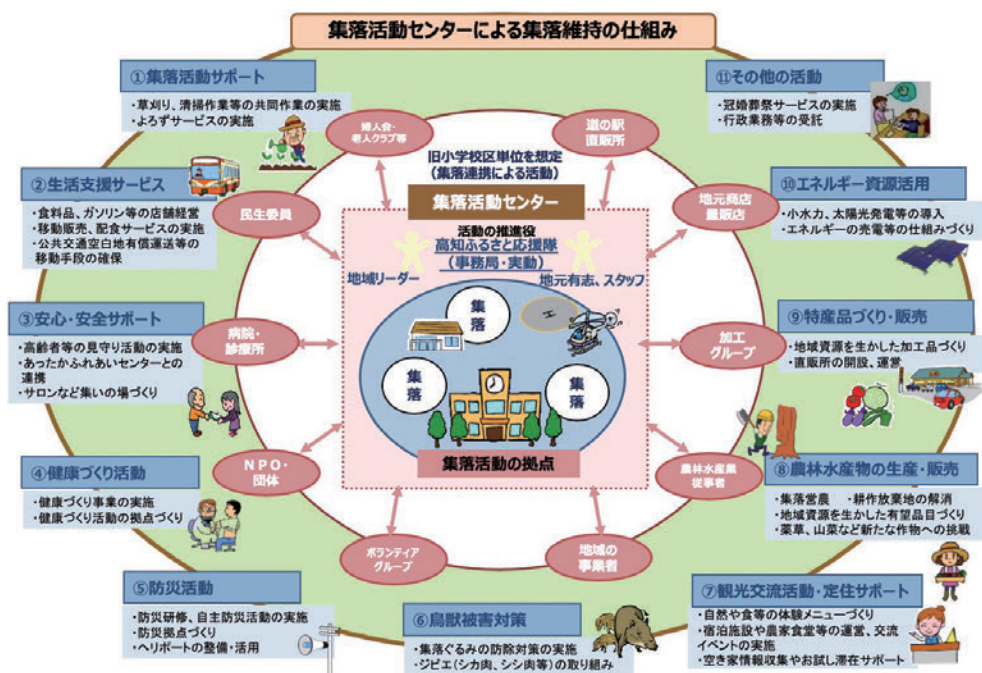 集落活動センターによる集落維持の仕組み
①集落活動サポート
・草刈り、清掃作業等の共同作業の実施
・よろずサービスの実施
②生活支援サービス
・食料品、ガソリン等の店舗経営
・移動販売、配食サービスの実施
・公共交通空白地有償運送等の
移動手段の確保
③安心・安全サポート
・高齢者等の見守り活動の実施
・あったかふれあいセンターとの
連携
・サロンなど集いの場づくり
④健康づくり活動
・健康づくり事業の実施
・健康づくり活動の拠点づくり
⑤防災活動
・防災研修、自主防災活動の実施
・防災拠点づくり
・ヘリポートの整備・活用
⑥鳥獣被害対策
・集落ぐるみの防除対策の実施
・ジビエ(シカ肉、シシ肉等)の取り組み
⑦観光交流活動・定住サポート
・自然や食等の体験メニューづくり
・宿泊施設や農家食堂等の運営、交流
イベントの実施
・空き家情報収集やお試し滞在サポート
⑧農林水産物の生産・販売
・集落営農 ・耕作放棄地の解消
・地域資源を生かした有望品目づくり
・薬草、山菜など新たな作物への挑戦
⑨特産品づくり・販売
・地域資源を生かした加工品づくり
・直販所の開設、運営
⑩エネルギー資源活用
・小水力、太陽光発電等の導入
・エネルギーの売電等の仕組みづくり
⑪その他の活動
・冠婚葬祭サービスの実施
・行政業務等の受託
婦人会・
老人クラブ等
道の駅
直販所
民生委員
地元商店
量販店
病院・
診療所
加工
グループ
NPO・
団体
農林水産業
従事者
ボランティア
グループ
地域の
事業者
旧小学校区単位を想定
(集落連携による活動)
集落活動センター
活動の推進役
高知ふるさと応援隊
(事務局・実動)
地域リーダー
地元有志、スタッフ
集
落
H
集
落
集
落
集落活動の拠点